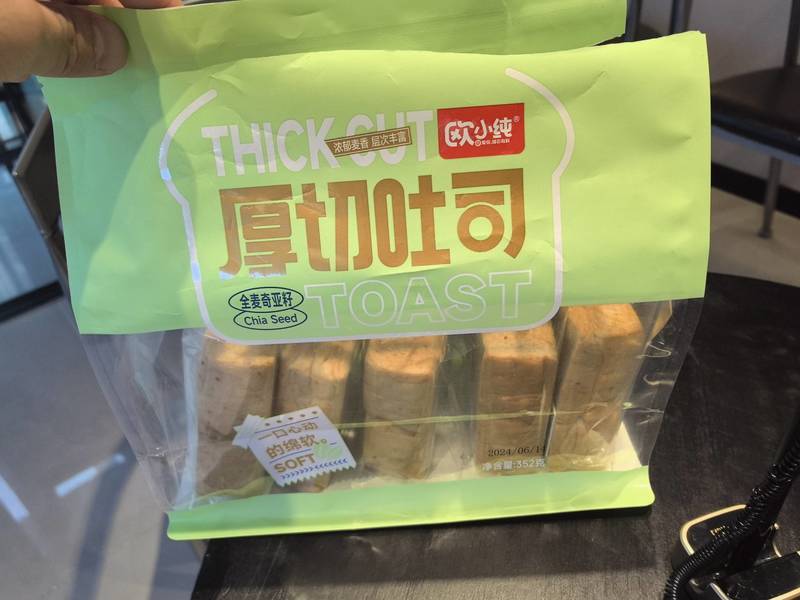 THICK CUT
浓郁麦香 层次丰富
欧小纯®
厚切吐司
全麦奇亚籽
Chia Seed
TOAST
一口心动
的绵软
SOFT
2024/06/14
净含量:352克